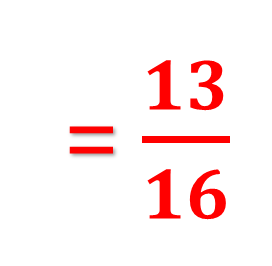 = 13/16